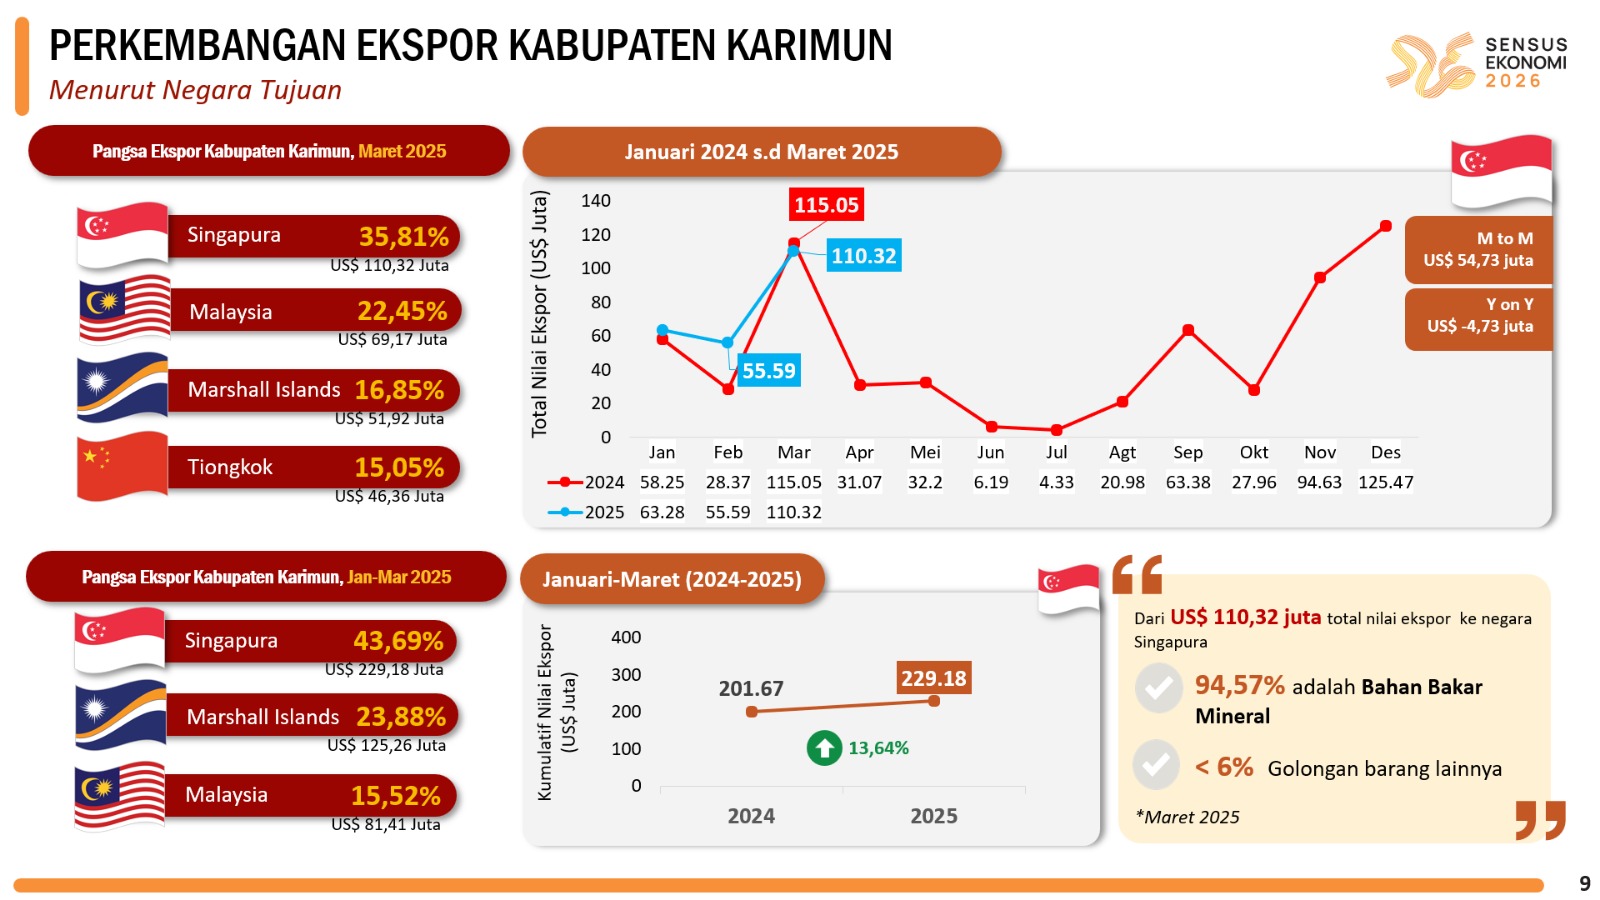 PERKEMBANGAN EKSPOR KABUPATEN KARIMUN
Menurut Negara Tujuan
SENSUS
EKONOMI
2026
Pangsa Ekspor Kabupaten Karimun, Maret 2025
Singapura 35,81%
US$ 110,32 Juta
Malaysia 22,45%
US$ 69,17 Juta
Marshall Islands 16,85%
US$ 51,92 Juta
Tiongkok 15,05%
US$ 46,36 Juta
Januari 2024 s.d Maret 2025
Total Nilai Ekspor (US$ Juta)
140
120
100
80
60
40
20
0
115.05
110.32
55.59
Jan Feb Mar Apr Mei Jun Jul Agt Sep Okt Nov Des
2024 58.25 28.37 115.05 31.07 32.2 6.19 4.33 20.98 63.38 27.96 94.63 125.47
2025 63.28 55.59 110.32
M to M
US$ 54,73 juta
Y on Y
US$ -4,73 juta
Pangsa Ekspor Kabupaten Karimun, Jan-Mar 2025
Singapura 43,69%
US$ 229,18 Juta
Marshall Islands 23,88%
US$ 125,26 Juta
Malaysia 15,52%
US$ 81,41 Juta
Januari-Maret (2024-2025)
Kumulatif Nilai Ekspor
(US$ Juta)
400
300
200
100
0
201.67
229.18
13,64%
2024 2025
Dari US$ 110,32 juta total nilai ekspor ke negara
Singapura
94,57% adalah Bahan Bakar
Mineral
< 6% Golongan barang lainnya
*Maret 2025
9